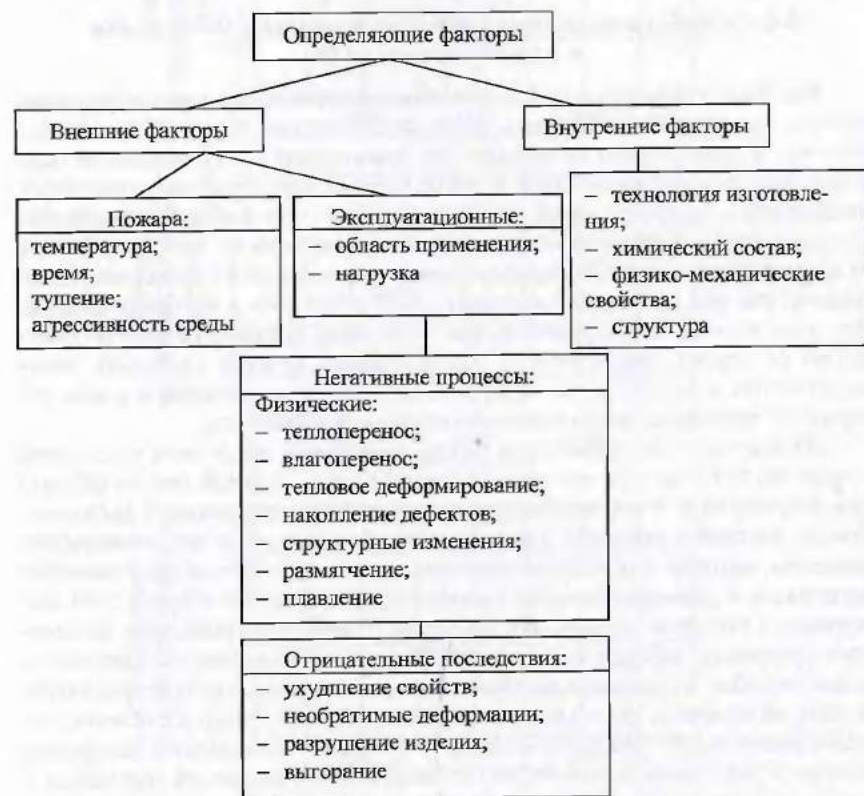 Определяющие факторы
Внешние факторы
Внутренние факторы
Пожара:
температура;
время;
тушение;
агрессивность среды
Эксплуатационные:
– область применения;
– нагрузка
технология изготовле-
ния;
– химический состав;
– физико-механические
свойства;
– структура
Негативные процессы:
Физические:
– теплоперенос;
– влагоперенос;
– тепловое деформирование;
– накопление дефектов,
– структурные изменения;
– размягчение;
– плавление
Отрицательные последствия:
– ухудшение свойств;
– необратимые деформации;
– разрушение изделия;
– выгорание